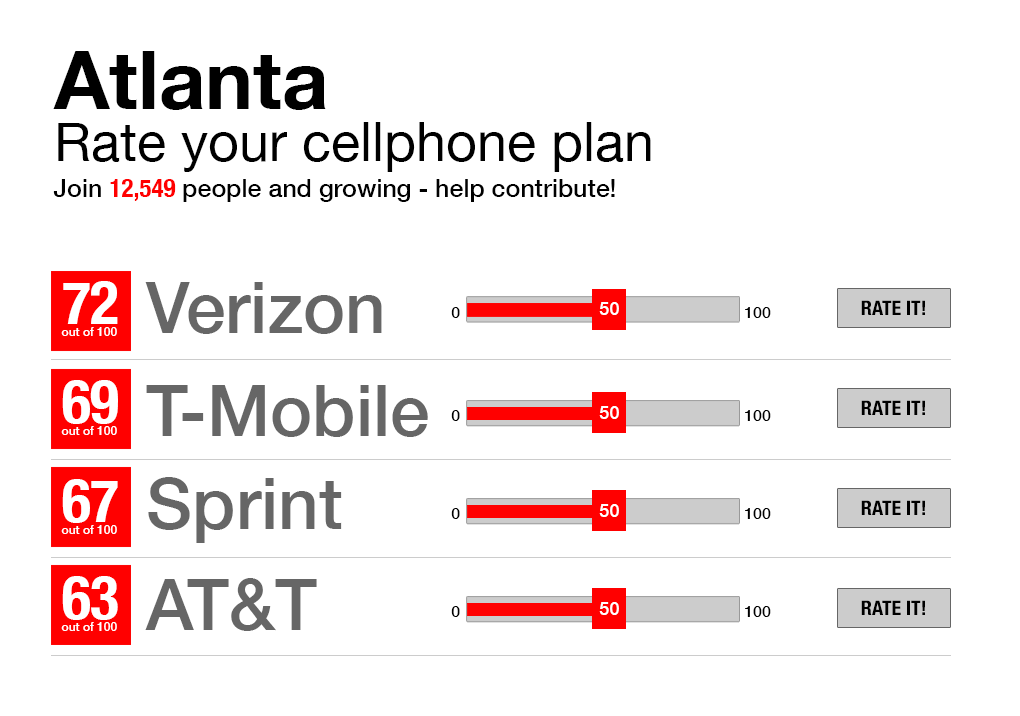 Atlanta
Rate your cellphone plan
Join 12,549 people and growing - help contribute!
72
out of 100
Verizon
0
50
100
RATE IT!
69
out of 100
T-Mobile
0
50
100
RATE IT!
67
out of 100
Sprint
0
50
100
RATE IT!
63
out of 100
AT&T
0
50
100
RATE IT!